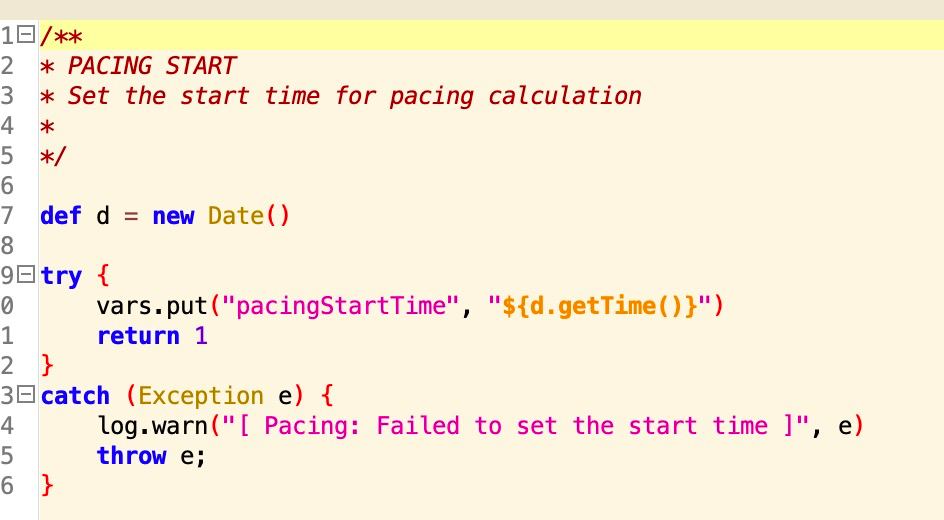 1 /**
2 * PACING START
3 * Set the start time for pacing calculation
4 *
5 */
6
7 def d = new Date()
8
9 try {
0     vars.put("pacingStartTime", "${d.getTime()}")
1     return 1
2 }
3 catch (Exception e) {
4     log.warn("[ Pacing: Failed to set the start time ]", e)
5     throw e;
6 }